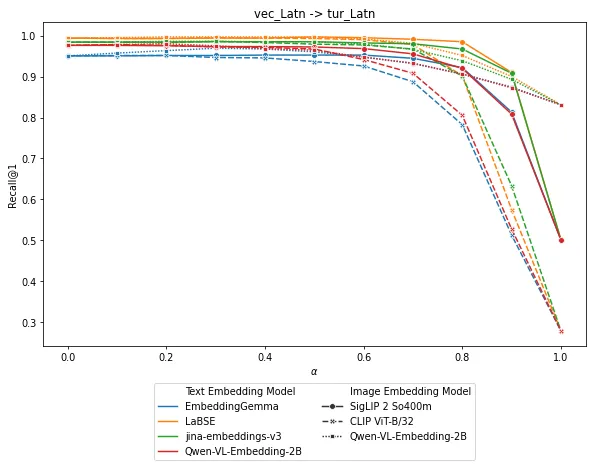 vec_Latn -> tur_Latn
1.0
0.9
0.8
0.7
0.6
0.5
0.4
0.3
Recall@1
0.0 0.2 0.4 0.6 0.8 1.0
α
Text Embedding Model Image Embedding Model
EmbeddingGemma SigLIP 2 So400m
LaBSE CLIP ViT-B/32
jina-embeddings-v3 Qwen-VL-Embedding-2B
Qwen-VL-Embedding-2B